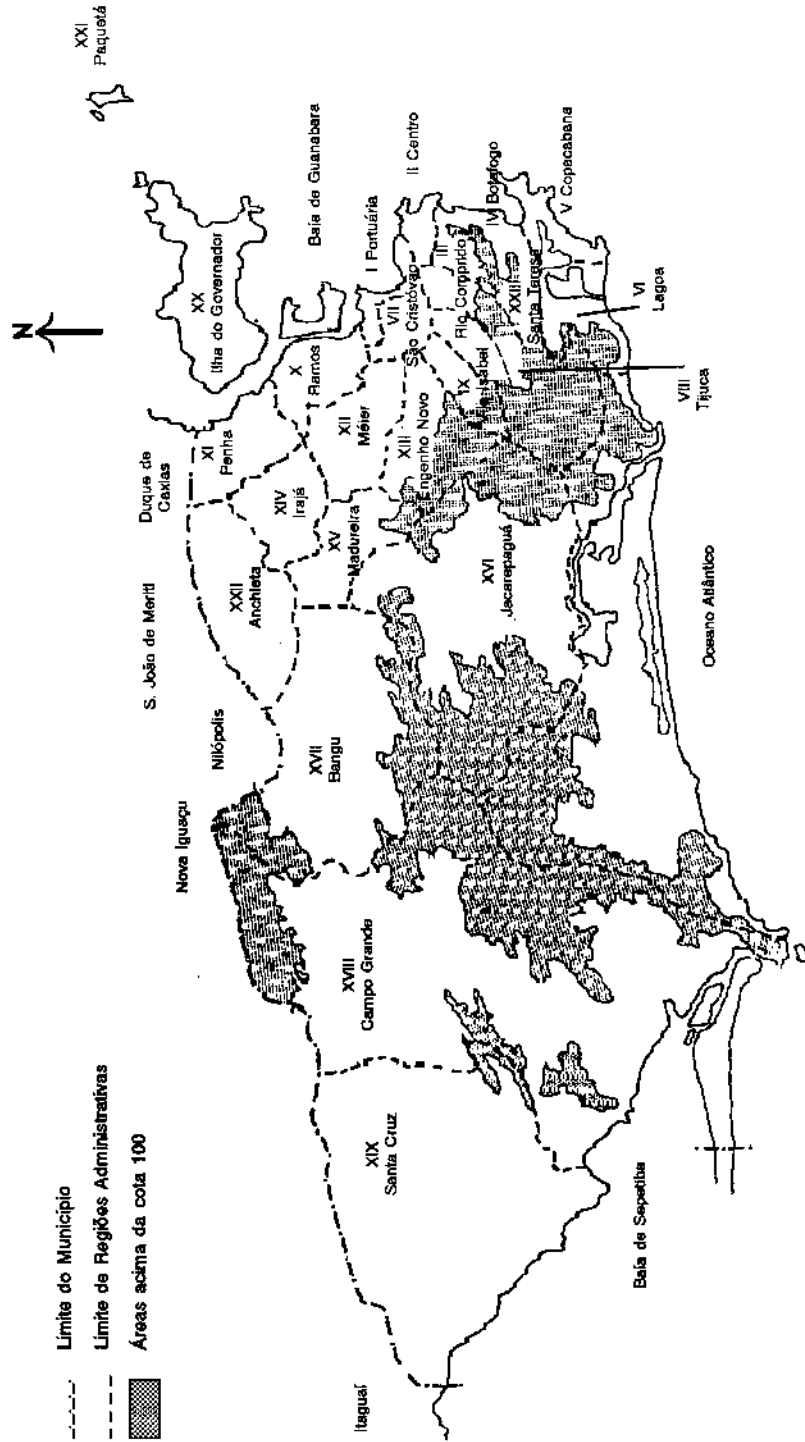 Limite do Município
Limite de Regiões Administrativas
Áreas acima da cota 100
N
XXI
Paquetá
XX
Ilha do Governador
Baía de Guanabara
Duque de
Caxias
S. João de Meriti
Nilópolis
Nova Iguaçu
Itaguaí
XI
Penha
X
Ramos
I Portuária
II Centro
XXII
Anchieta
XIV
Irajá
XII
Méier
VII
São Cristóvao
III
Rio Comprido
IV Botafogo
V Copacabana
XV
Madureira
XIII
Engenho Novo
IX
Vila Isabel
XXIII
Santa Teresa
VI
Lagoa
VIII
Tijuca
XVII
Bangu
XVI
Jacarepaguá
XVIII
Campo Grande
XIX
Santa Cruz
Baía de Sepetiba
Oceano Atlântico